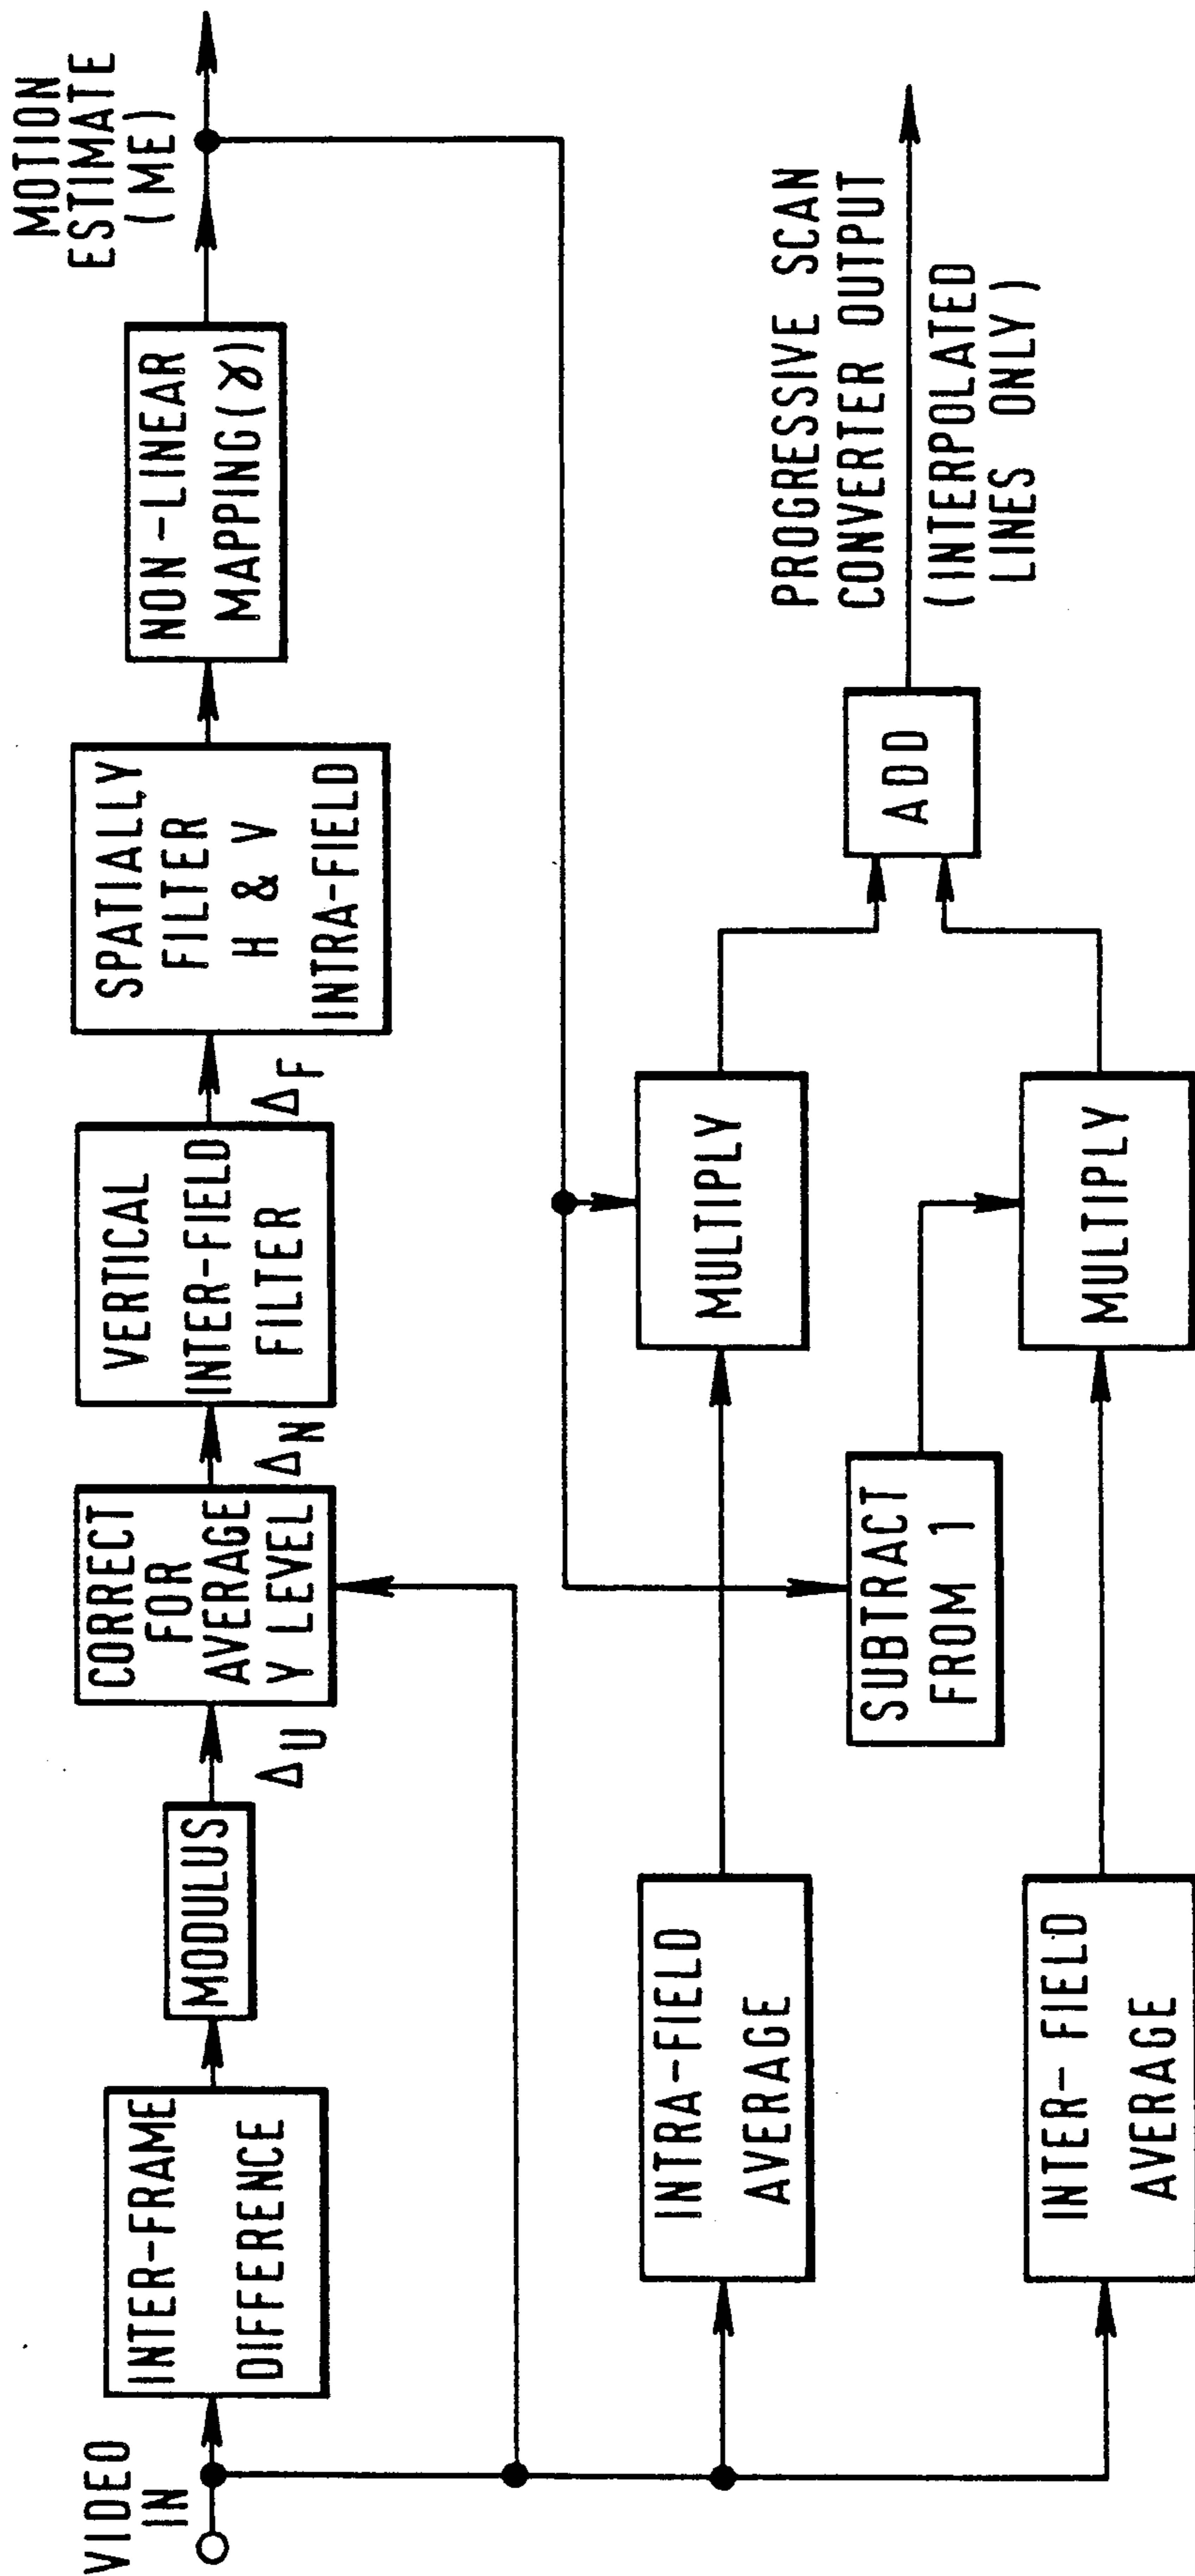 VIDEO
IN
INTER-FRAME
DIFFERENCE
MODULUS
ΔU
CORRECT
FOR
AVERAGE
Y LEVEL
ΔN
VERTICAL
INTER-FIELD
FILTER
ΔF
SPATIALLY
FILTER
H & V
INTRA-FIELD
NON-LINEAR
MAPPING(γ)
MOTION
ESTIMATE
(ME)
INTRA-FIELD
AVERAGE
MULTIPLY
SUBTRACT
FROM 1
INTER-FIELD
AVERAGE
MULTIPLY
ADD
PROGRESSIVE SCAN
CONVERTER OUTPUT
(INTERPOLATED
LINES ONLY)